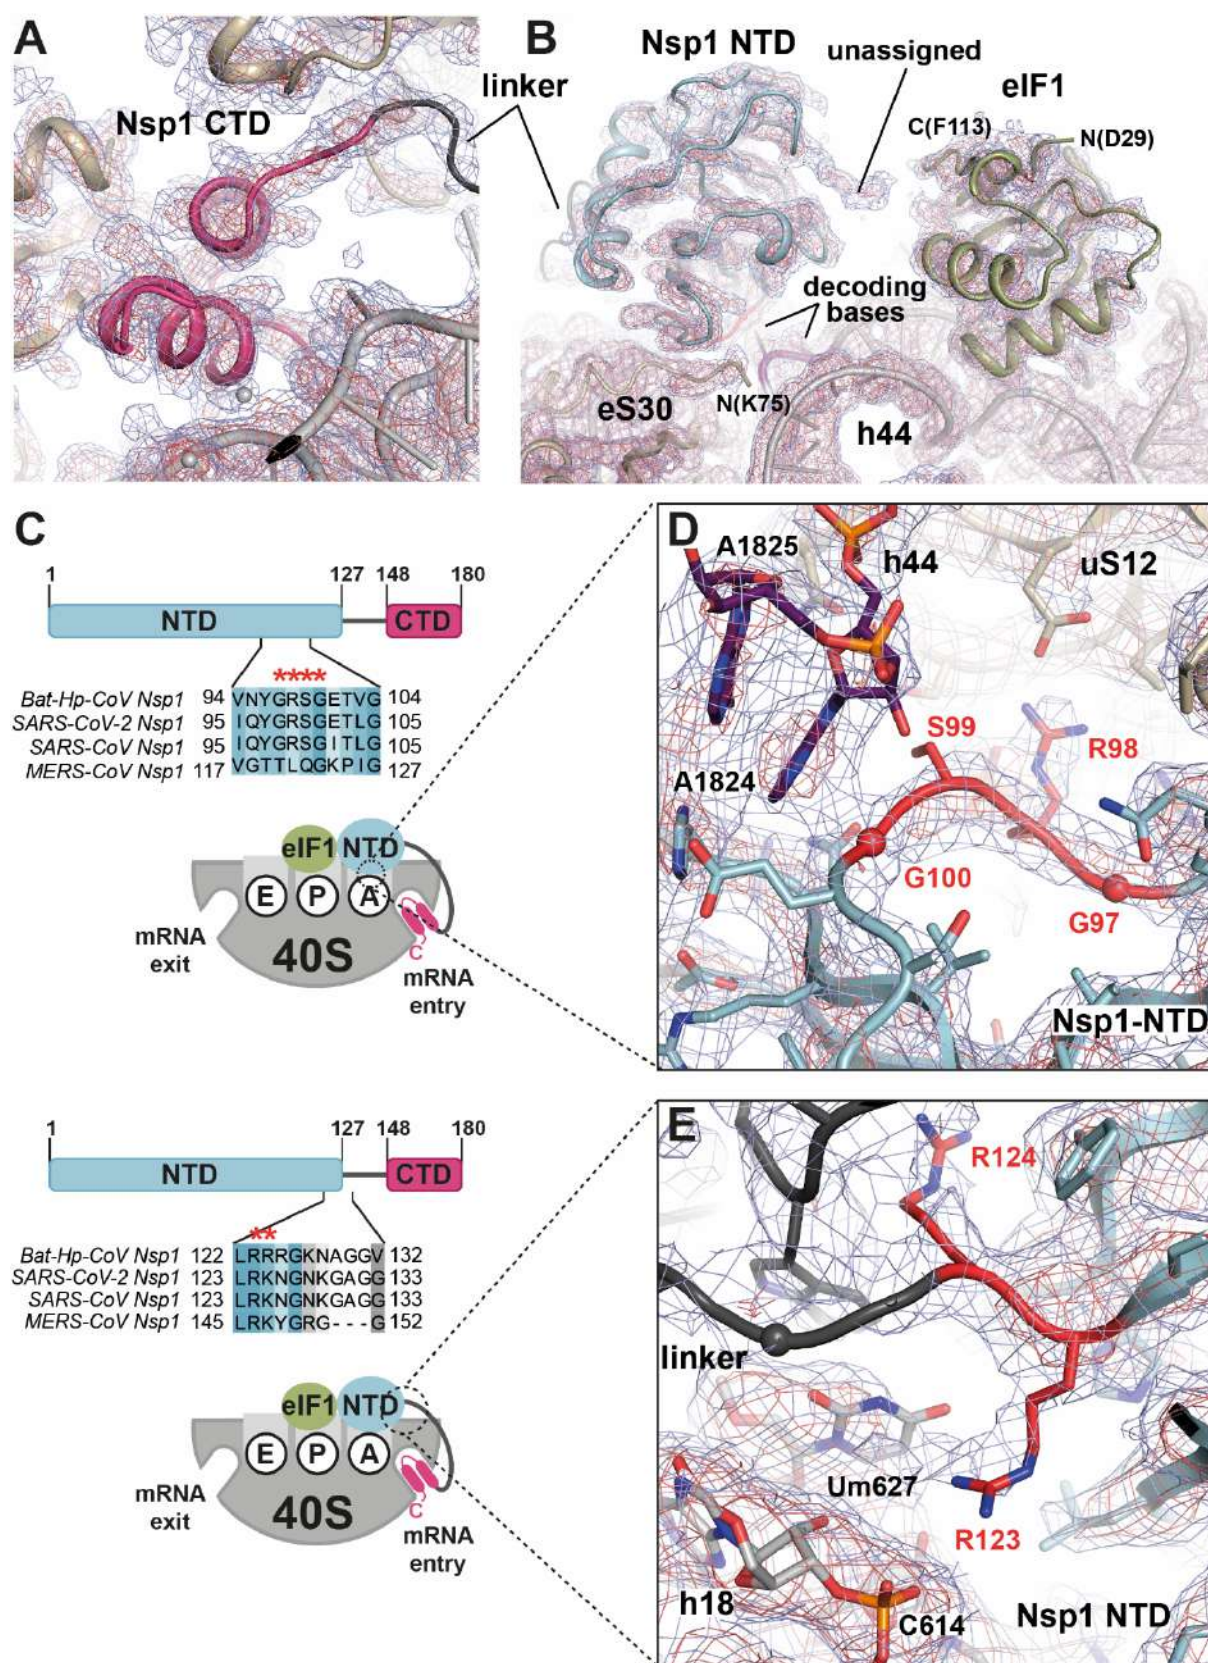 A
Nsp1 CTD
linker
B
Nsp1 NTD
unassigned
eIF1
C(F113)
N(D29)
decoding
bases
eS30
N(K75)
h44
C
1 127 148 180
NTD CTD
****
Bat-Hp-CoV Nsp1 94 VNYGRSGETVG 104
SARS-CoV-2 Nsp1 95 IQYGRSGETLG 105
SARS-CoV Nsp1 95 IQYGRSGITLG 105
MERS-CoV Nsp1 117 VGTTLQGKPIG 127
eIF1 NTD
E P A
mRNA
exit
40S
C
mRNA
entry
D
A1825
h44
uS12
S99
R98
A1824
G100
G97
Nsp1-NTD
1 127 148 180
NTD CTD
**
Bat-Hp-CoV Nsp1 122 LRRRGKNAGGV 132
SARS-CoV-2 Nsp1 123 LRKNGNKGAGG 133
SARS-CoV Nsp1 123 LRKNGNKGAGG 133
MERS-CoV Nsp1 145 LRKYGRG---G 152
eIF1 NTD
E P A
mRNA
exit
40S
C
mRNA
entry
E
R124
linker
Um627
R123
h18
C614
Nsp1 NTD